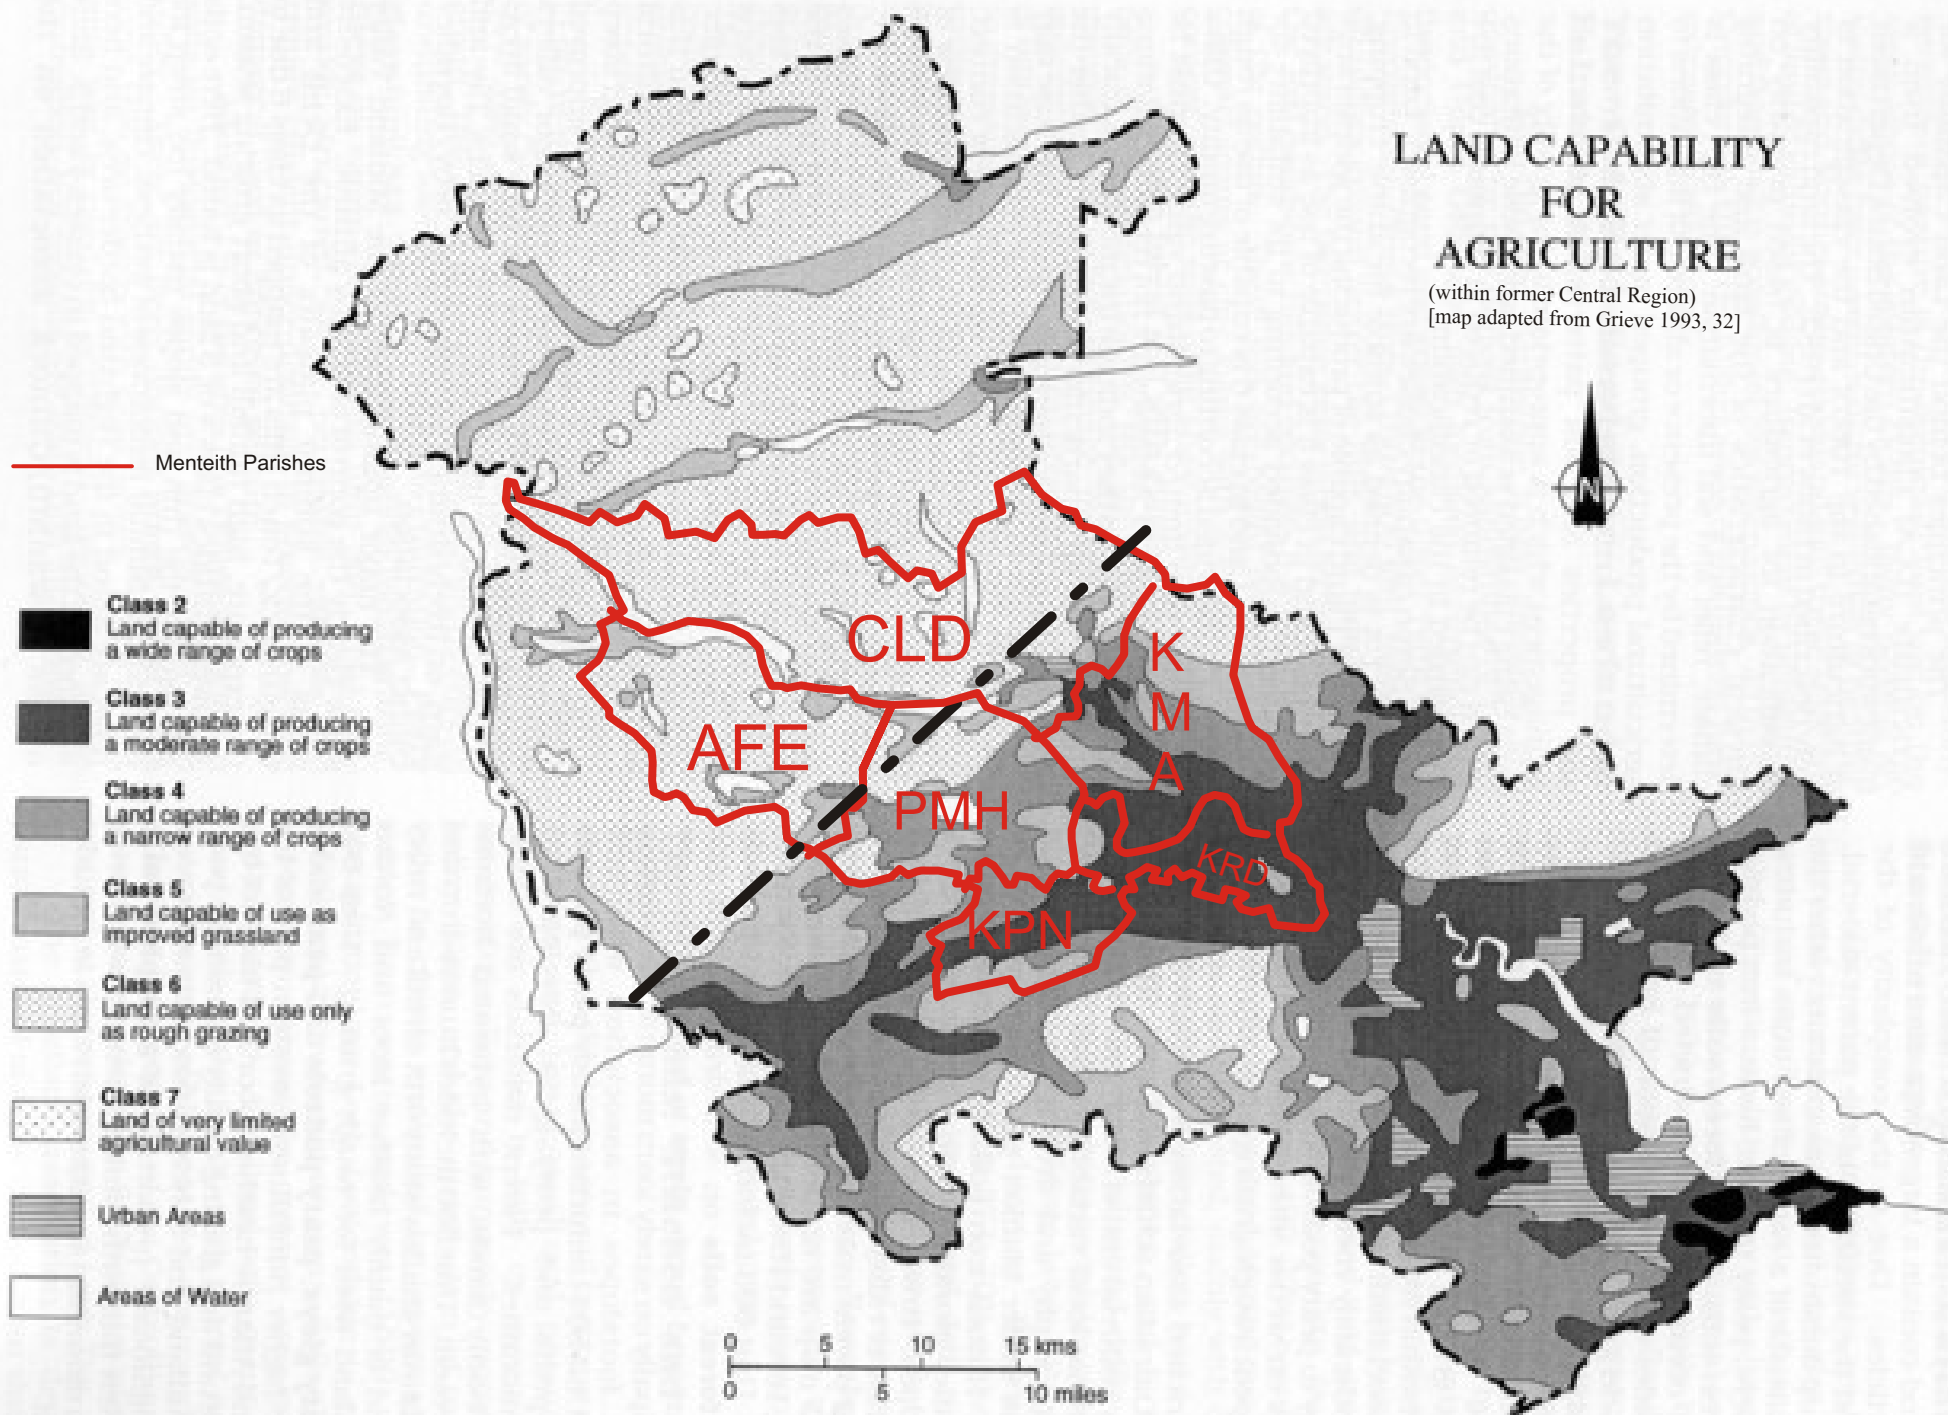 LAND CAPABILITY
FOR
AGRICULTURE
(within former Central Region)
[map adapted from Grieve 1993, 32]
N
Menteith Parishes
Class 2
Land capable of producing
a wide range of crops
Class 3
Land capable of producing
a moderate range of crops
Class 4
Land capable of producing
a narrow range of crops
Class 5
Land capable of use as
improved grassland
Class 6
Land capable of use only
as rough grazing
Class 7
Land of very limited
agricultural value
Urban Areas
Areas of Water
CLD
AFE
PMH
K
M
A
KRD
KPN
0 5 10 15 kms
0 5 10 miles